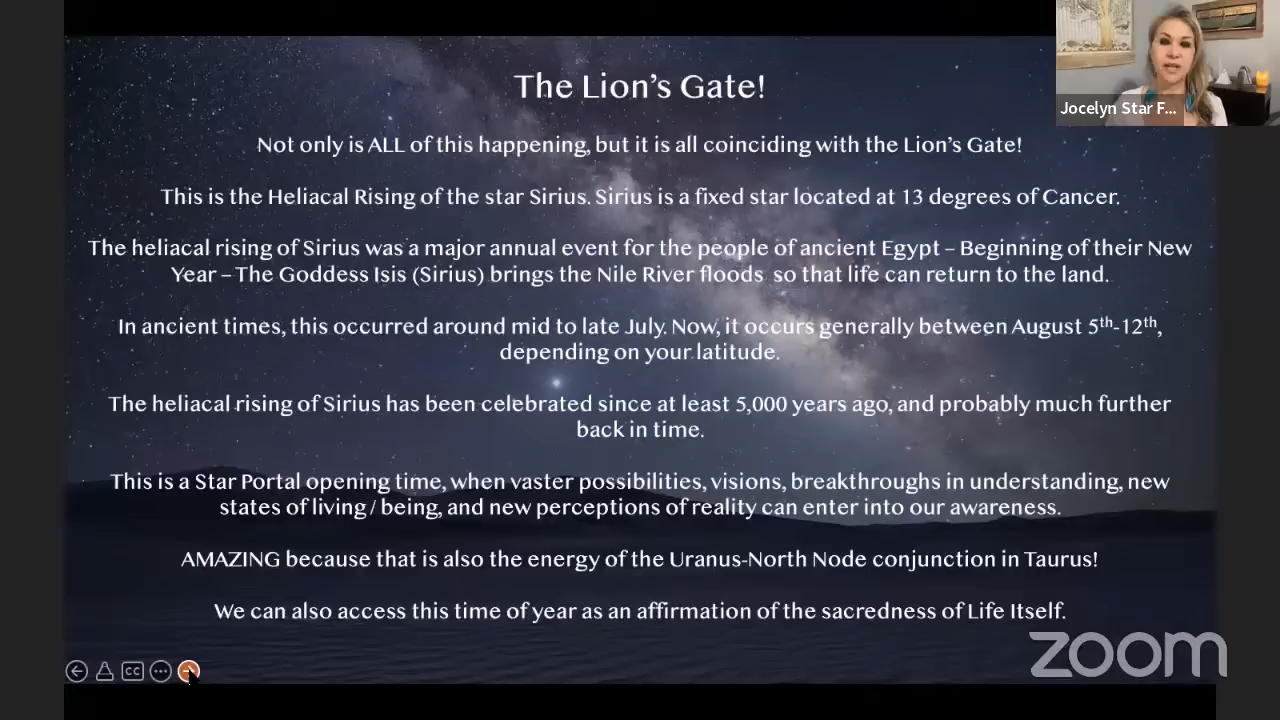 The Lion's Gate!
Jocelyn Star F...
Not only is ALL of this happening, but it is all coinciding with the Lion's Gate!
This is the Heliacal Rising of the star Sirius. Sirius is a fixed star located at 13 degrees of Cancer.
The heliacal rising of Sirius was a major annual event for the people of ancient Egypt – Beginning of their New
Year – The Goddess Isis (Sirius) brings the Nile River floods so that life can return to the land.
In ancient times, this occurred around mid to late July. Now, it occurs generally between August 5th-12th,
depending on your latitude.
The heliacal rising of Sirius has been celebrated since at least 5,000 years ago, and probably much further
back in time.
This is a Star Portal opening time, when vaster possibilities, visions, breakthroughs in understanding, new
states of living / being, and new perceptions of reality can enter into our awareness.
AMAZING because that is also the energy of the Uranus-North Node conjunction in Taurus!
We can also access this time of year as an affirmation of the sacredness of Life Itself.
CC
zoom